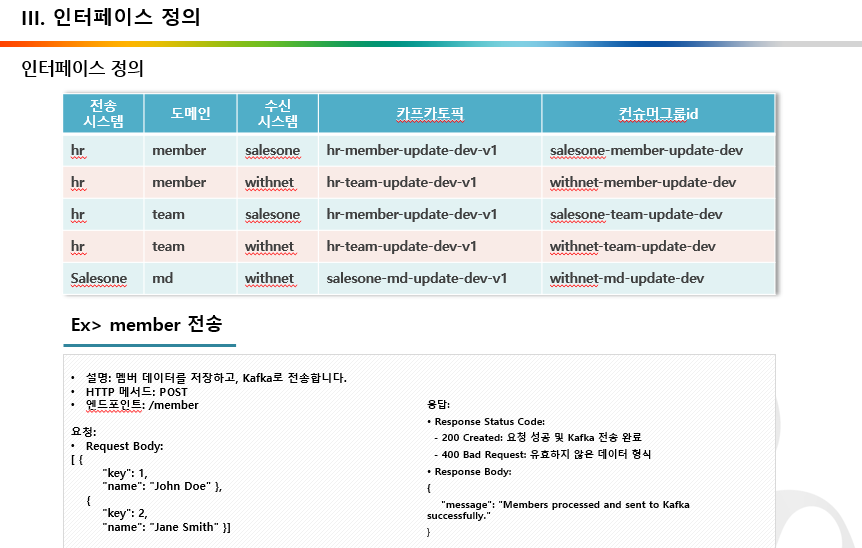 III. 인터페이스 정의
인터페이스 정의
전송 시스템 도메인 수신 시스템 카프카토픽 컨슈머그룹id
hr member salesone hr-member-update-dev-v1 salesone-member-update-dev
hr member withnet hr-team-update-dev-v1 withnet-member-update-dev
hr team salesone hr-member-update-dev-v1 salesone-team-update-dev
hr team withnet hr-team-update-dev-v1 withnet-team-update-dev
Salesone md withnet salesone-md-update-dev-v1 withnet-md-update-dev
Ex> member 전송
• 설명: 멤버 데이터를 저장하고, Kafka로 전송합니다.
• HTTP 메서드: POST
• 엔드포인트: /member
요청:
• Request Body:
[ {
"key": 1,
"name": "John Doe" },
{
"key": 2,
"name": "Jane Smith" }]
응답:
• Response Status Code:
- 200 Created: 요청 성공 및 Kafka 전송 완료
- 400 Bad Request: 유효하지 않은 데이터 형식
• Response Body:
{
"message": "Members processed and sent to Kafka
successfully."
}